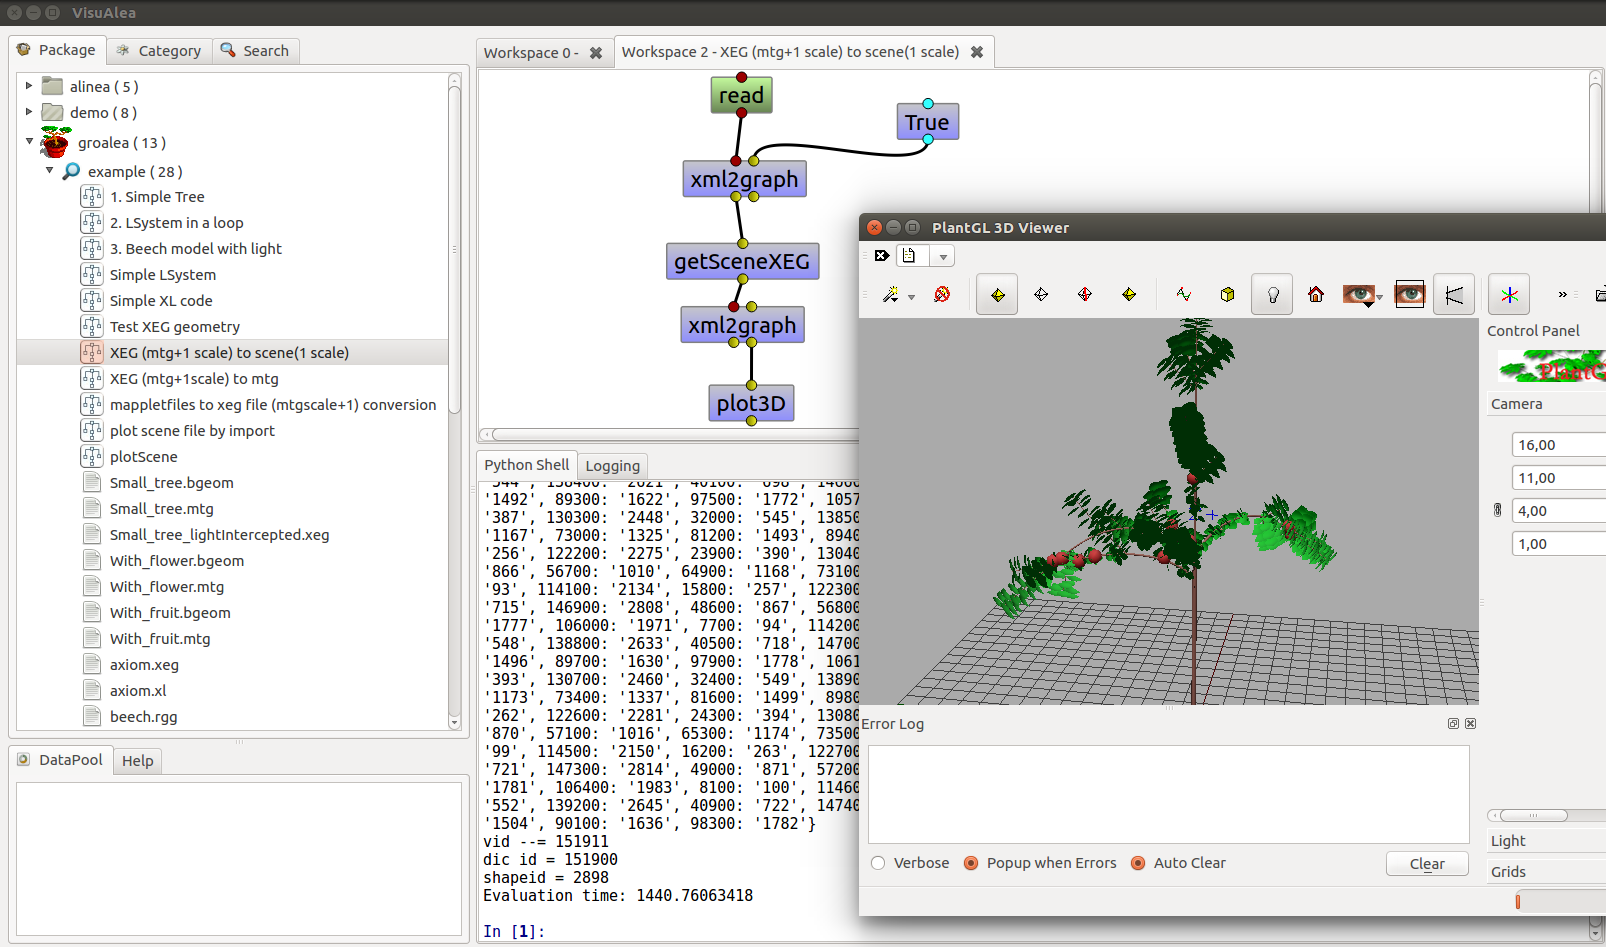 VisuAlea
Package
Category
Search
alinea ( 5 )
demo ( 8 )
groalea ( 13 )
example ( 28 )
1. Simple Tree
2. LSystem in a loop
3. Beech model with light
Simple LSystem
Simple XL code
Test XEG geometry
XEG (mtg+1 scale) to scene(1 scale)
XEG (mtg+1scale) to mtg
mappletfiles to xeg file (mtgscale+1) conversion
plot scene file by import
plotScene
Small_tree.bgeom
Small_tree.mtg
Small_tree_lightIntercepted.xeg
With_flower.bgeom
With_flower.mtg
With_fruit.bgeom
With_fruit.mtg
axiom.xeg
axiom.xl
beech.rgg
DataPool
Help
Workspace 0 -
Workspace 2 - XEG (mtg+1 scale) to scene(1 scale)
read
True
xml2graph
getSceneXEG
xml2graph
plot3D
Python Shell
Logging
'1492', 89300: '1622', 97500: '1772', 1057
'387', 130300: '2448', 32000: '545', 13850
'1167', 73000: '1325', 81200: '1493', 8940
'256', 122200: '2275', 23900: '390', 13040
'866', 56700: '1010', 64900: '1168', 73100
'93', 114100: '2134', 15800: '257', 122300
'715', 146900: '2808', 48600: '867', 56800
'1777', 106000: '1971', 7700: '94', 114200
'548', 138800: '2633', 40500: '718', 14700
'1496', 89700: '1630', 97900: '1778', 1061
'393', 130700: '2460', 32400: '549', 13890
'1173', 73400: '1337', 81600: '1499', 8980
'262', 122600: '2281', 24300: '394', 13080
'870', 57100: '1016', 65300: '1174', 73500
'99', 114500: '2150', 16200: '263', 122700
'721', 147300: '2814', 49000: '871', 57200
'1781', 106400: '1983', 8100: '100', 11460
'552', 139200: '2645', 40900: '722', 14740
'1504', 90100: '1636', 98300: '1782'}
vid --= 151911
dic id = 151900
shapeid = 2898
Evaluation time: 1440.76063418
In [1]:
PlantGL 3D Viewer
Control Panel
PlantG
Camera
16,00
11,00
4,00
1,00
Light
Grids
Error Log
Verbose
Popup when Errors
Auto Clear
Clear